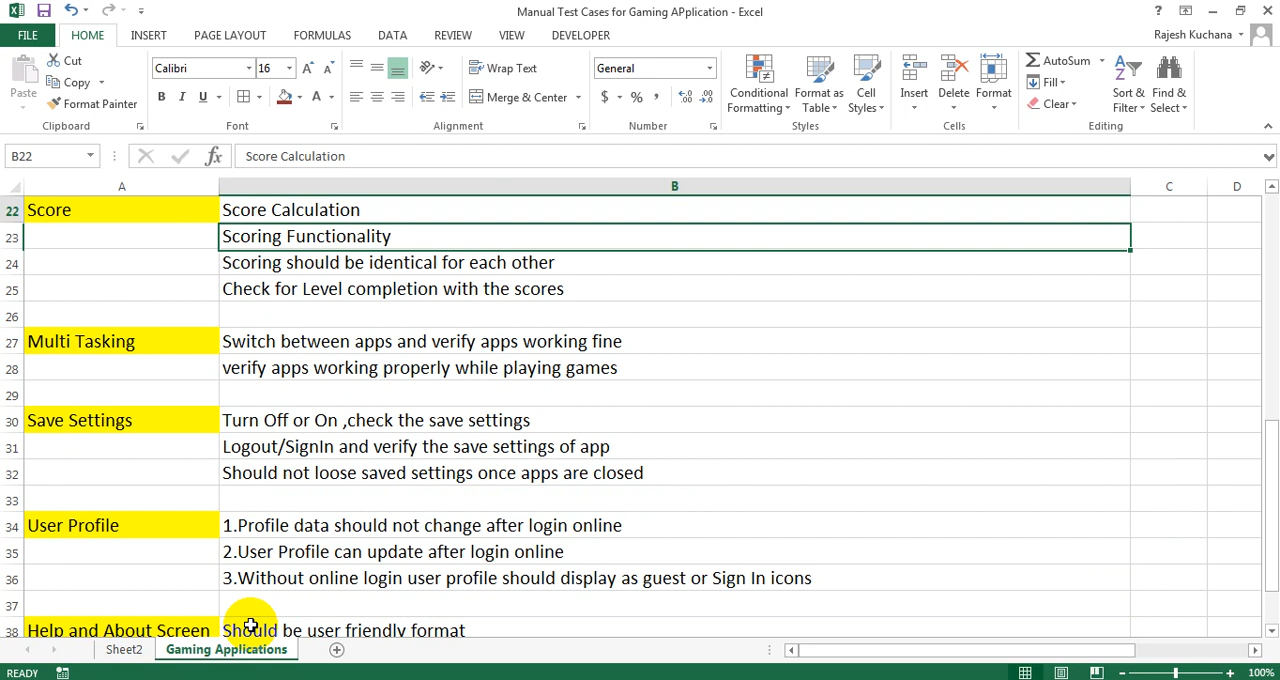 Manual Test Cases for Gaming APplication - Excel
?
FILE HOME INSERT PAGE LAYOUT FORMULAS DATA REVIEW VIEW DEVELOPER
Rajesh Kuchana
Paste
Cut
Copy
Format Painter
Clipboard
Calibri 16
B I U
Font
Wrap Text
Merge & Center
Alignment
General
$ % ,
Number
Conditional Formatting
Format as Table
Cell Styles
Styles
Insert
Delete
Format
Cells
AutoSum
Fill
Clear
Sort & Filter
Find & Select
Editing
B22 fx Score Calculation
A B C D
22 Score Score Calculation
23 Scoring Functionality
24 Scoring should be identical for each other
25 Check for Level completion with the scores
26
27 Multi Tasking Switch between apps and verify apps working fine
28 verify apps working properly while playing games
29
30 Save Settings Turn Off or On ,check the save settings
31 Logout/SignIn and verify the save settings of app
32 Should not loose saved settings once apps are closed
33
34 User Profile 1.Profile data should not change after login online
35 2.User Profile can update after login online
36 3.Without online login user profile should display as guest or Sign In icons
37
38 Help and About Screen Should be user friendly format
Sheet2 Gaming Applications
READY 100%